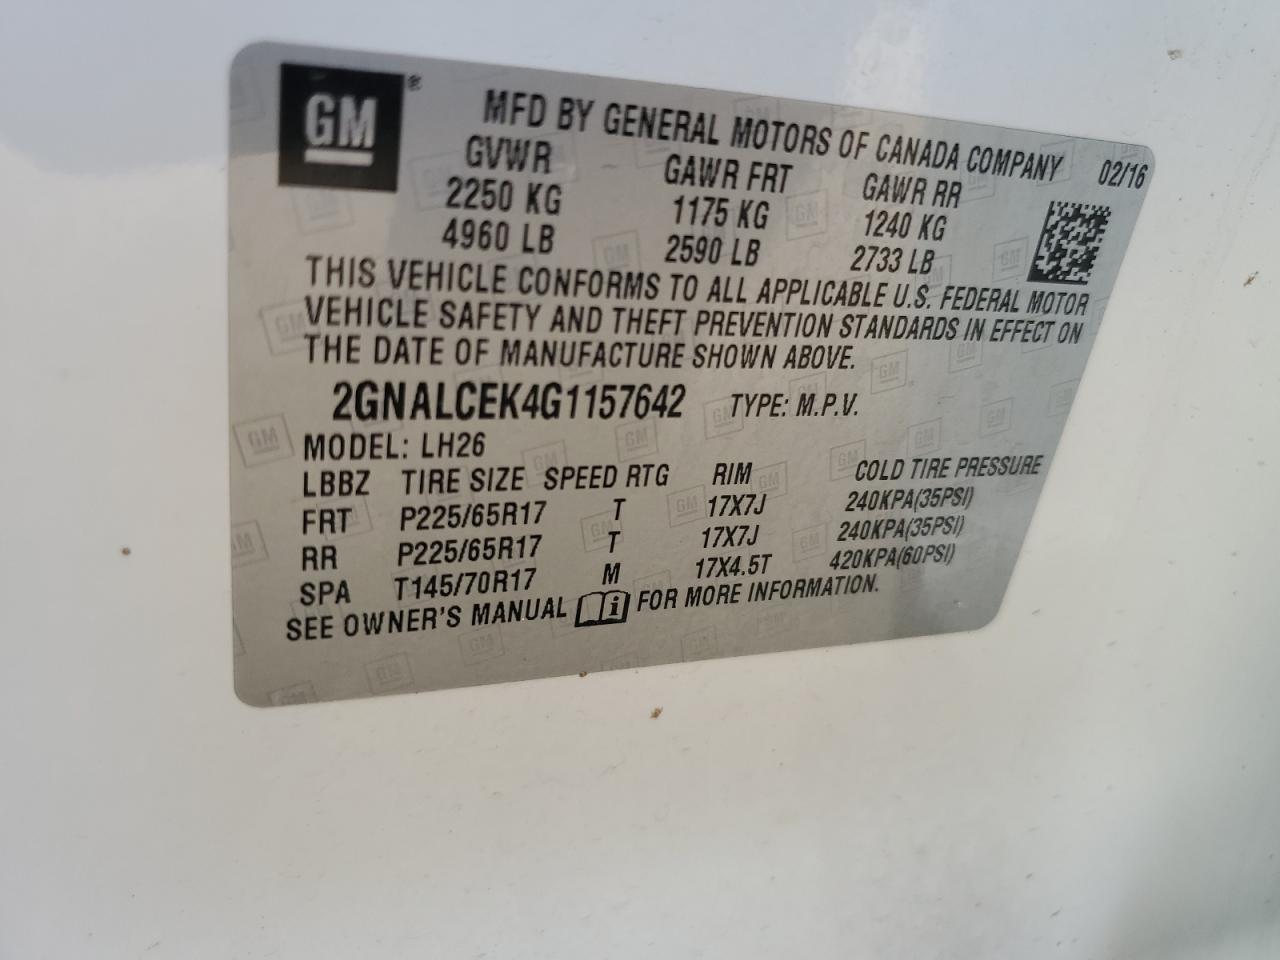 GM ®
MFD BY GENERAL MOTORS OF CANADA COMPANY 02/16
GVWR GAWR FRT GAWR RR
2250 KG 1175 KG 1240 KG
4960 LB 2590 LB 2733 LB
THIS VEHICLE CONFORMS TO ALL APPLICABLE U.S. FEDERAL MOTOR
VEHICLE SAFETY AND THEFT PREVENTION STANDARDS IN EFFECT ON
THE DATE OF MANUFACTURE SHOWN ABOVE.
2GNALCEK4G1157642 TYPE: M.P.V.
MODEL: LH26
LBBZ TIRE SIZE SPEED RTG RIM COLD TIRE PRESSURE
FRT P225/65R17 T 17X7J 240KPA(35PSI)
RR P225/65R17 T 17X7J 240KPA(35PSI)
SPA T145/70R17 M 17X4.5T 420KPA(60PSI)
SEE OWNER'S MANUAL i FOR MORE INFORMATION.